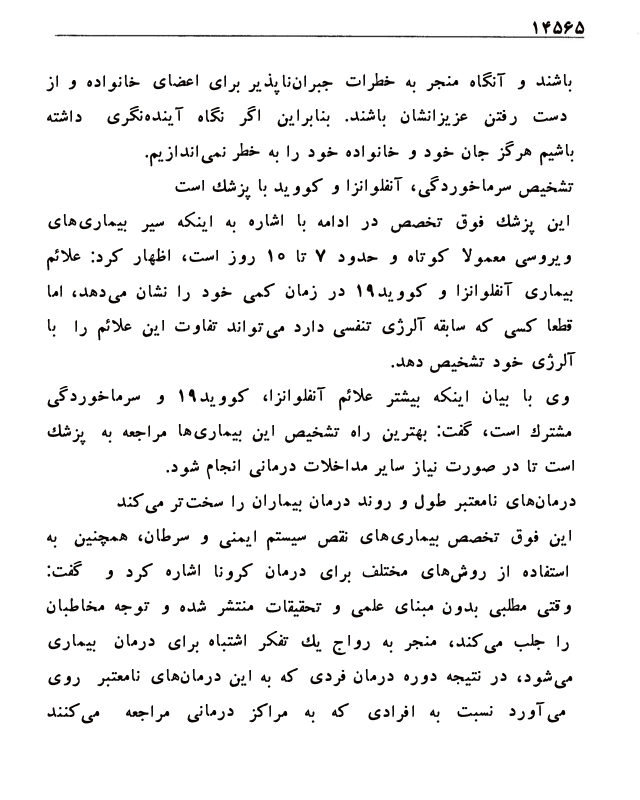 ۱۴۵۶۵
باشند و آنگاه منجر به خطرات جبران‌ناپذیر برای اعضای خانواده و از
دست رفتن عزیزانشان باشند. بنابراین اگر نگاه آینده‌نگری داشته
باشیم هرگز جان خود و خانواده خود را به خطر نمی‌اندازیم.
تشخیص سرماخوردگی، آنفلوانزا و کووید با پزشك است
این پزشك فوق تخصص در ادامه با اشاره به اینکه سیر بیماری‌های
ویروسی معمولا کوتاه و حدود ۷ تا ۱۰ روز است، اظهار کرد: علائم
بیماری آنفلوانزا و کووید۱۹ در زمان کمی خود را نشان می‌دهد، اما
قطعا کسی که سابقه آلرژی تنفسی دارد می‌تواند تفاوت این علائم را با
آلرژی خود تشخیص دهد.
وی با بیان اینکه بیشتر علائم آنفلوانزا، کووید۱۹ و سرماخوردگی
مشترك است، گفت: بهترین راه تشخیص این بیماری‌ها مراجعه به پزشك
است تا در صورت نیاز سایر مداخلات درمانی انجام شود.
درمان‌های نامعتبر طول و روند درمان بیماران را سخت‌تر می‌کند
این فوق تخصص بیماری‌های نقص سیستم ایمنی و سرطان، همچنین به
استفاده از روش‌های مختلف برای درمان کرونا اشاره کرد و گفت:
وقتی مطلبی بدون مبنای علمی و تحقیقات منتشر شده و توجه مخاطبان
را جلب می‌کند، منجر به رواج یك تفکر اشتباه برای درمان بیماری
می‌شود، در نتیجه دوره درمان فردی که به این درمان‌های نامعتبر روی
می‌آورد نسبت به افرادی که به مراکز درمانی مراجعه می‌کنند